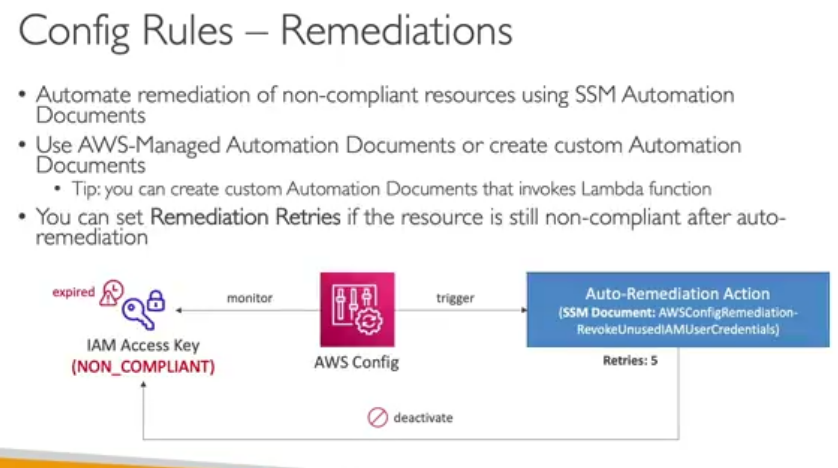 Config Rules – Remediations
• Automate remediation of non-compliant resources using SSM Automation
Documents
• Use AWS-Managed Automation Documents or create custom Automation
Documents
• Tip: you can create custom Automation Documents that invokes Lambda function
• You can set Remediation Retries if the resource is still non-compliant after auto-
remediation
expired
monitor
trigger
Auto-Remediation Action
(SSM Document: AWSConfigRemediation-
RevokeUnusedIAMUserCredentials)
IAM Access Key
(NON_COMPLIANT)
AWS Config
Retries: 5
deactivate